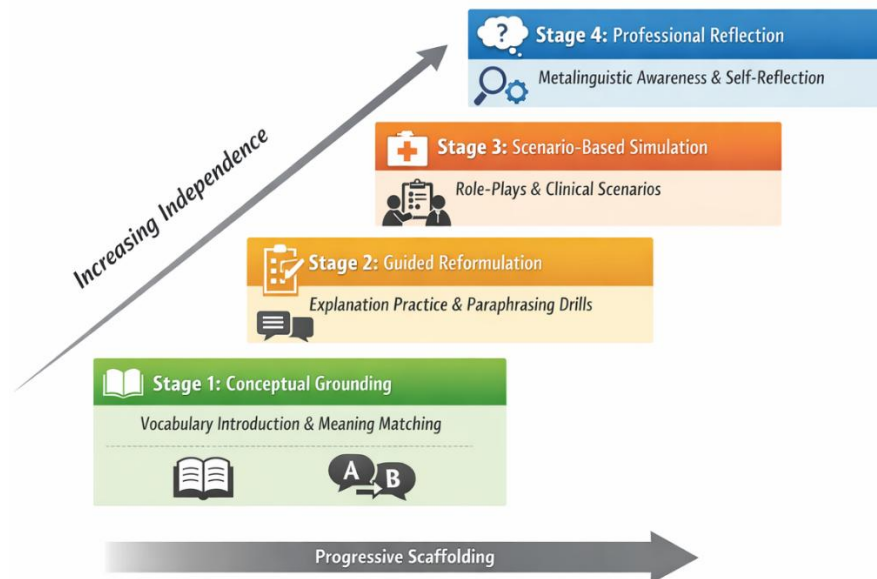 ?
Stage 4: Professional Reflection
Metalinguistic Awareness & Self-Reflection
Increasing Independence
Stage 3: Scenario-Based Simulation
Role-Plays & Clinical Scenarios
Stage 2: Guided Reformulation
Explanation Practice & Paraphrasing Drills
Stage 1: Conceptual Grounding
Vocabulary Introduction & Meaning Matching
A B
Progressive Scaffolding